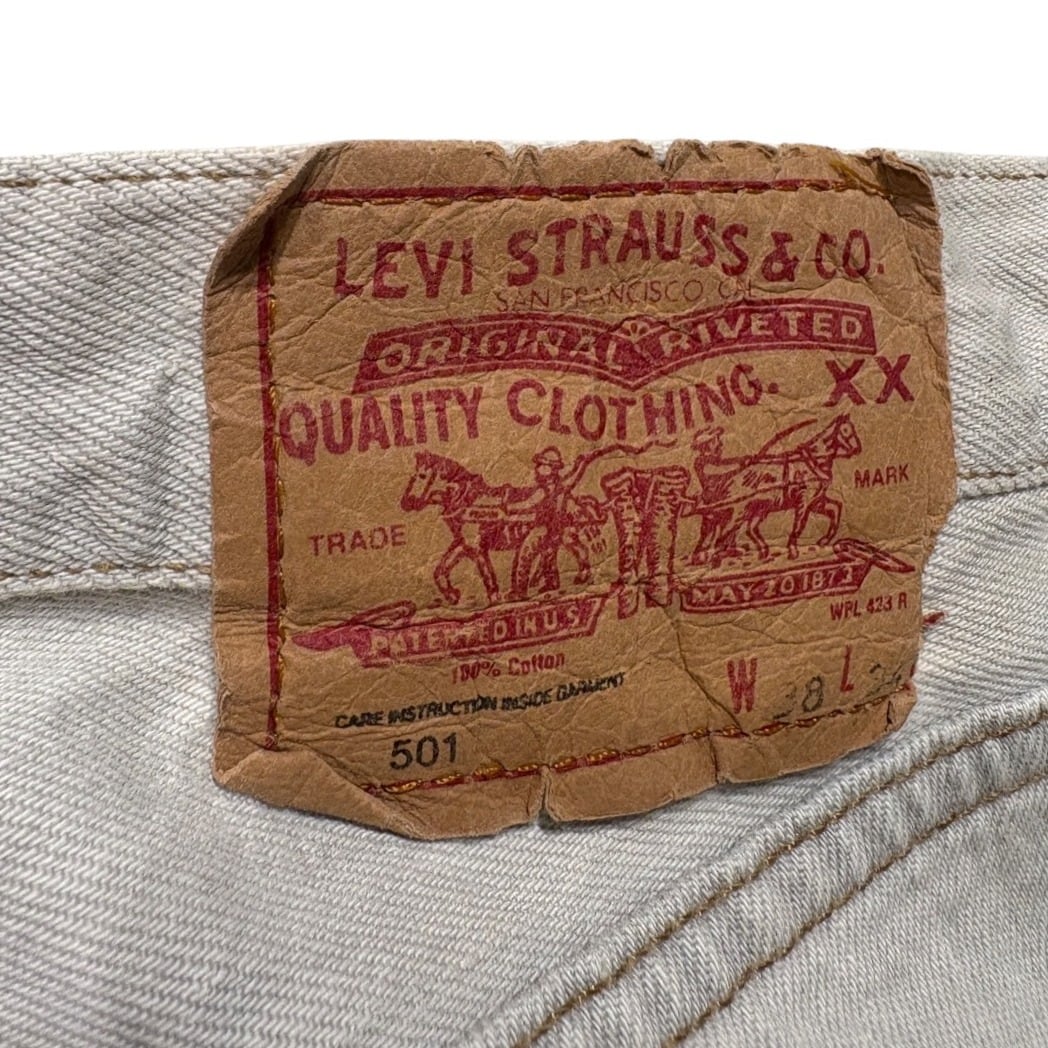 LEVI STRAUSS & CO.
SAN FRANCISCO CAL
ORIGINAL RIVETED
QUALITY CLOTHING. XX
TRADE MARK
PATENTED IN U.S.
MAY 20 1873
WPL 423 R
100% Cotton
W 38 L
CARE INSTRUCTION INSIDE GARMENT
501